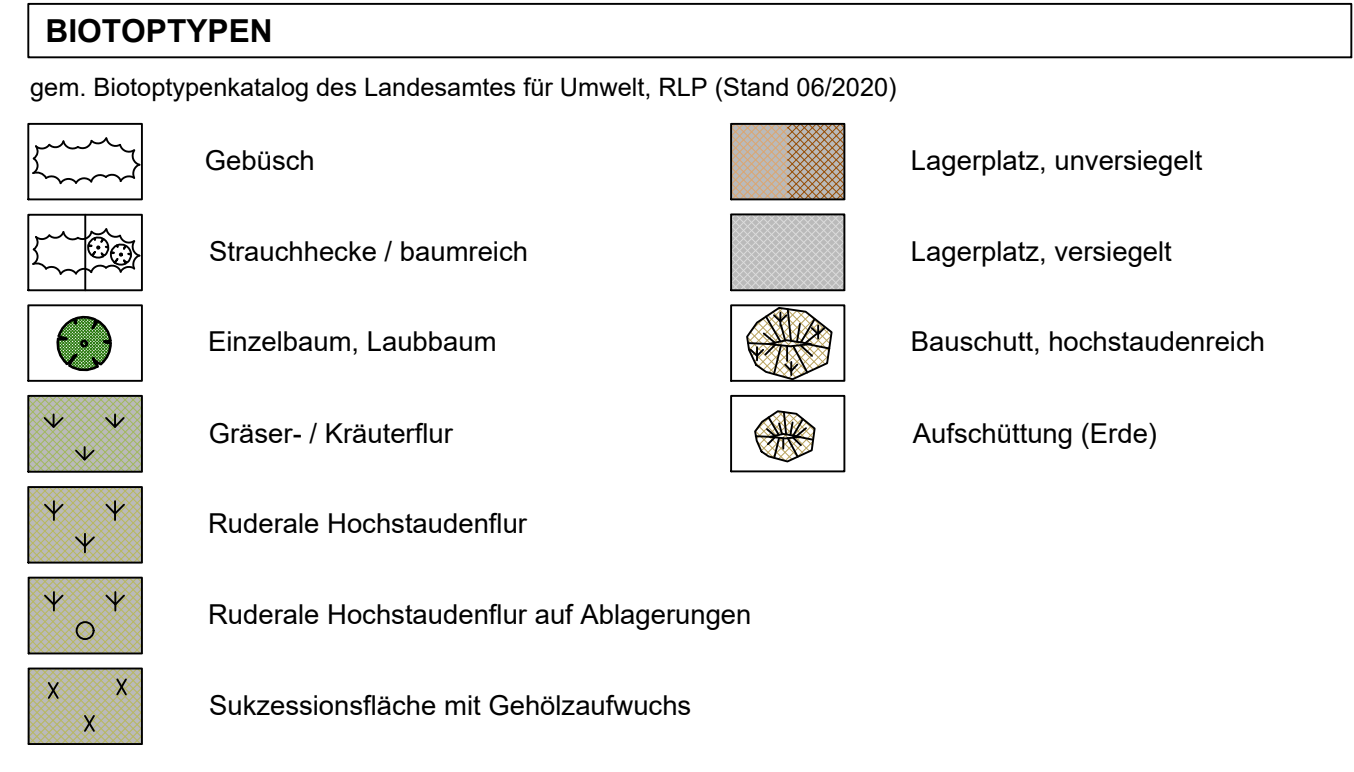 BIOTOPTYPEN
gem. Biotoptypenkatalog des Landesamtes für Umwelt, RLP (Stand 06/2020)
Gebüsch
Strauchhecke / baumreich
Einzelbaum, Laubbaum
Gräser- / Kräuterflur
Ruderale Hochstaudenflur
Ruderale Hochstaudenflur auf Ablagerungen
Sukzessionsfläche mit Gehölzaufwuchs
Lagerplatz, unversiegelt
Lagerplatz, versiegelt
Bauschutt, hochstaudenreich
Aufschüttung (Erde)